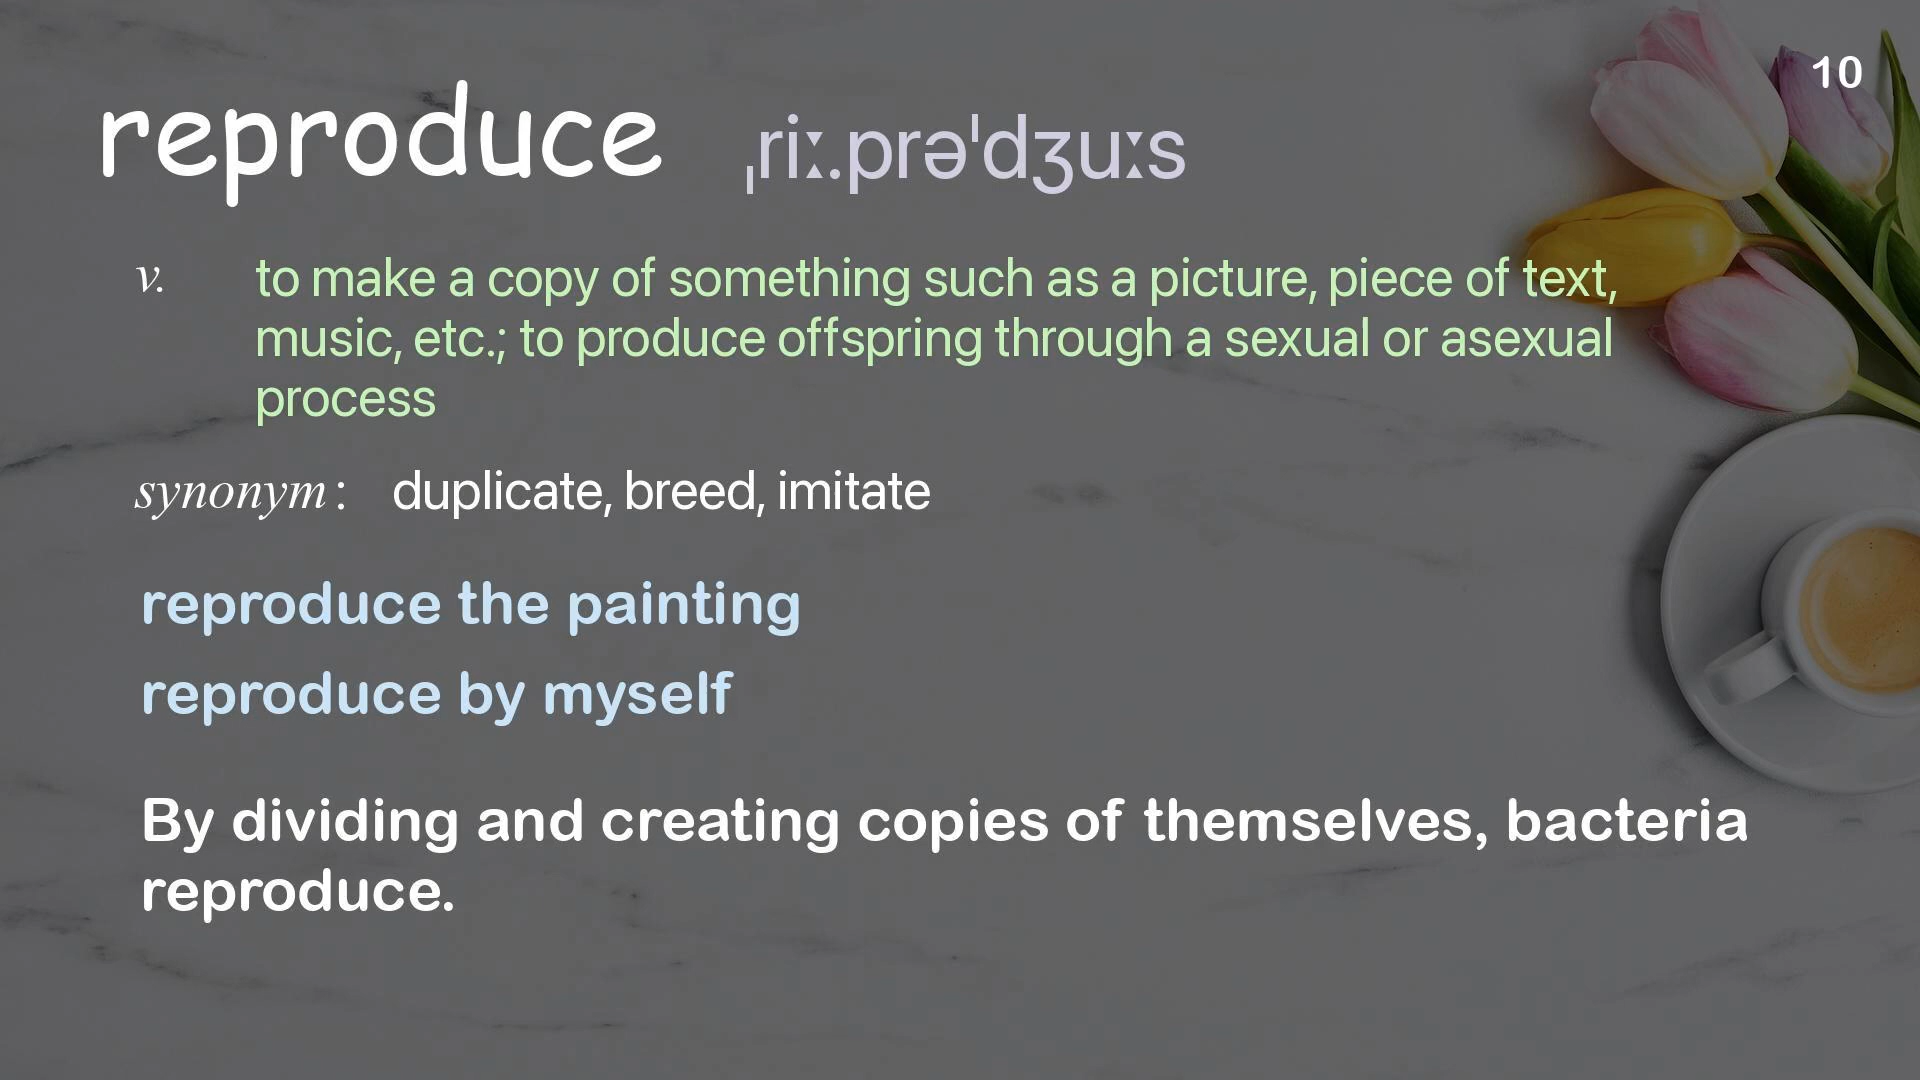 10
reproduce ˌriː.prəˈdʒuːs
v. to make a copy of something such as a picture, piece of text,
music, etc.; to produce offspring through a sexual or asexual
process
synonym: duplicate, breed, imitate
reproduce the painting
reproduce by myself
By dividing and creating copies of themselves, bacteria
reproduce.